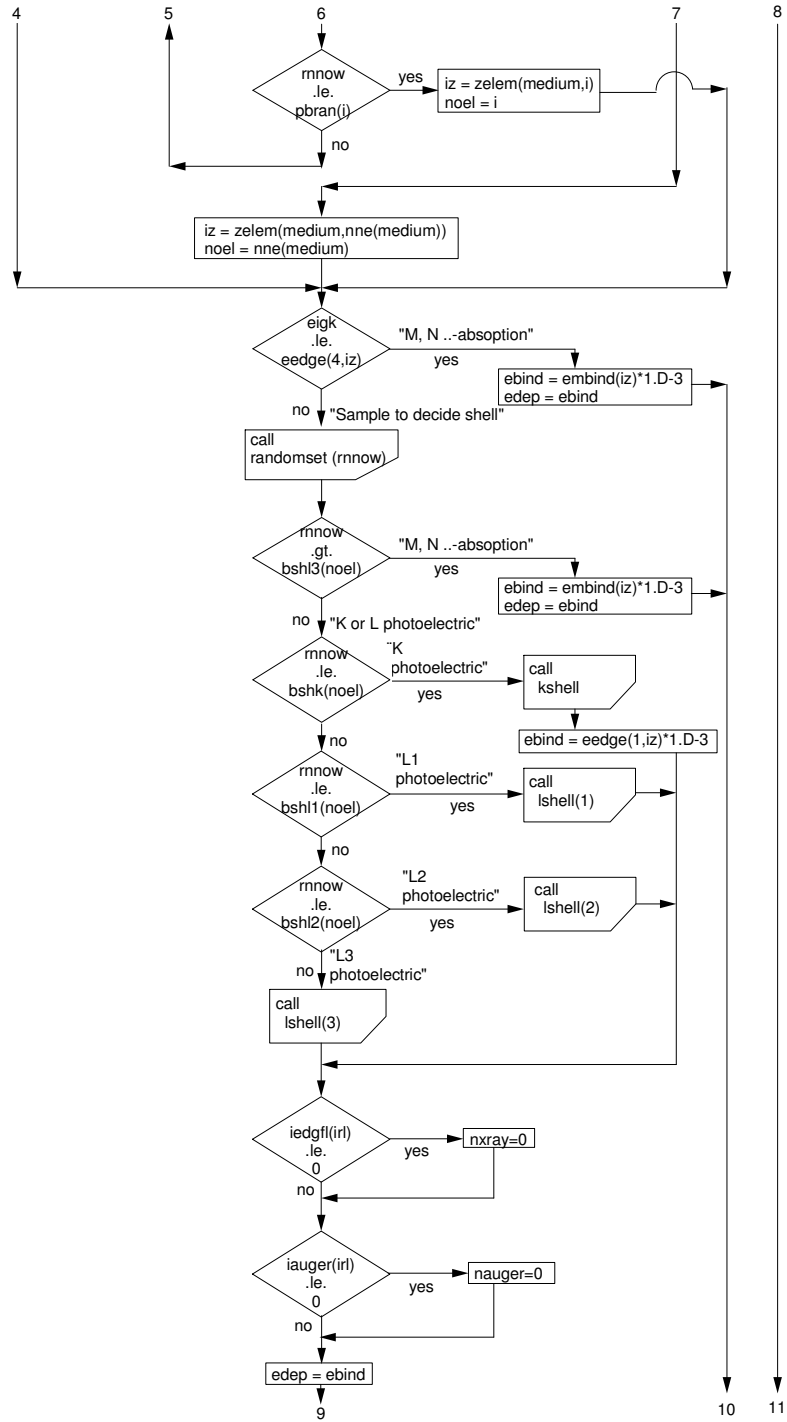 4
5
6
7
8
rnnow
.le.
pbran(i)
yes
iz = zelem(medium,i)
noel = i
no
iz = zelem(medium,nne(medium))
noel = nne(medium)
eigk
.le.
eedge(4,iz)
"M, N ..-absoption"
yes
ebind = embind(iz)*1.D-3
edep = ebind
no
"Sample to decide shell"
call
randomset (rnnow)
rnnow
.gt.
bshl3(noel)
"M, N ..-absoption"
yes
ebind = embind(iz)*1.D-3
edep = ebind
no
"K or L photoelectric"
rnnow
.le.
bshk(noel)
"K
photoelectric"
yes
call
kshell
ebind = eedge(1,iz)*1.D-3
no
rnnow
.le.
bshl1(noel)
"L1
photoelectric"
yes
call
lshell(1)
no
rnnow
.le.
bshl2(noel)
"L2
photoelectric"
yes
call
lshell(2)
no
"L3
photoelectric"
call
lshell(3)
iedgfl(irl)
.le.
0
yes
nxray=0
no
iauger(irl)
.le.
0
yes
nauger=0
no
edep = ebind
9
10
11